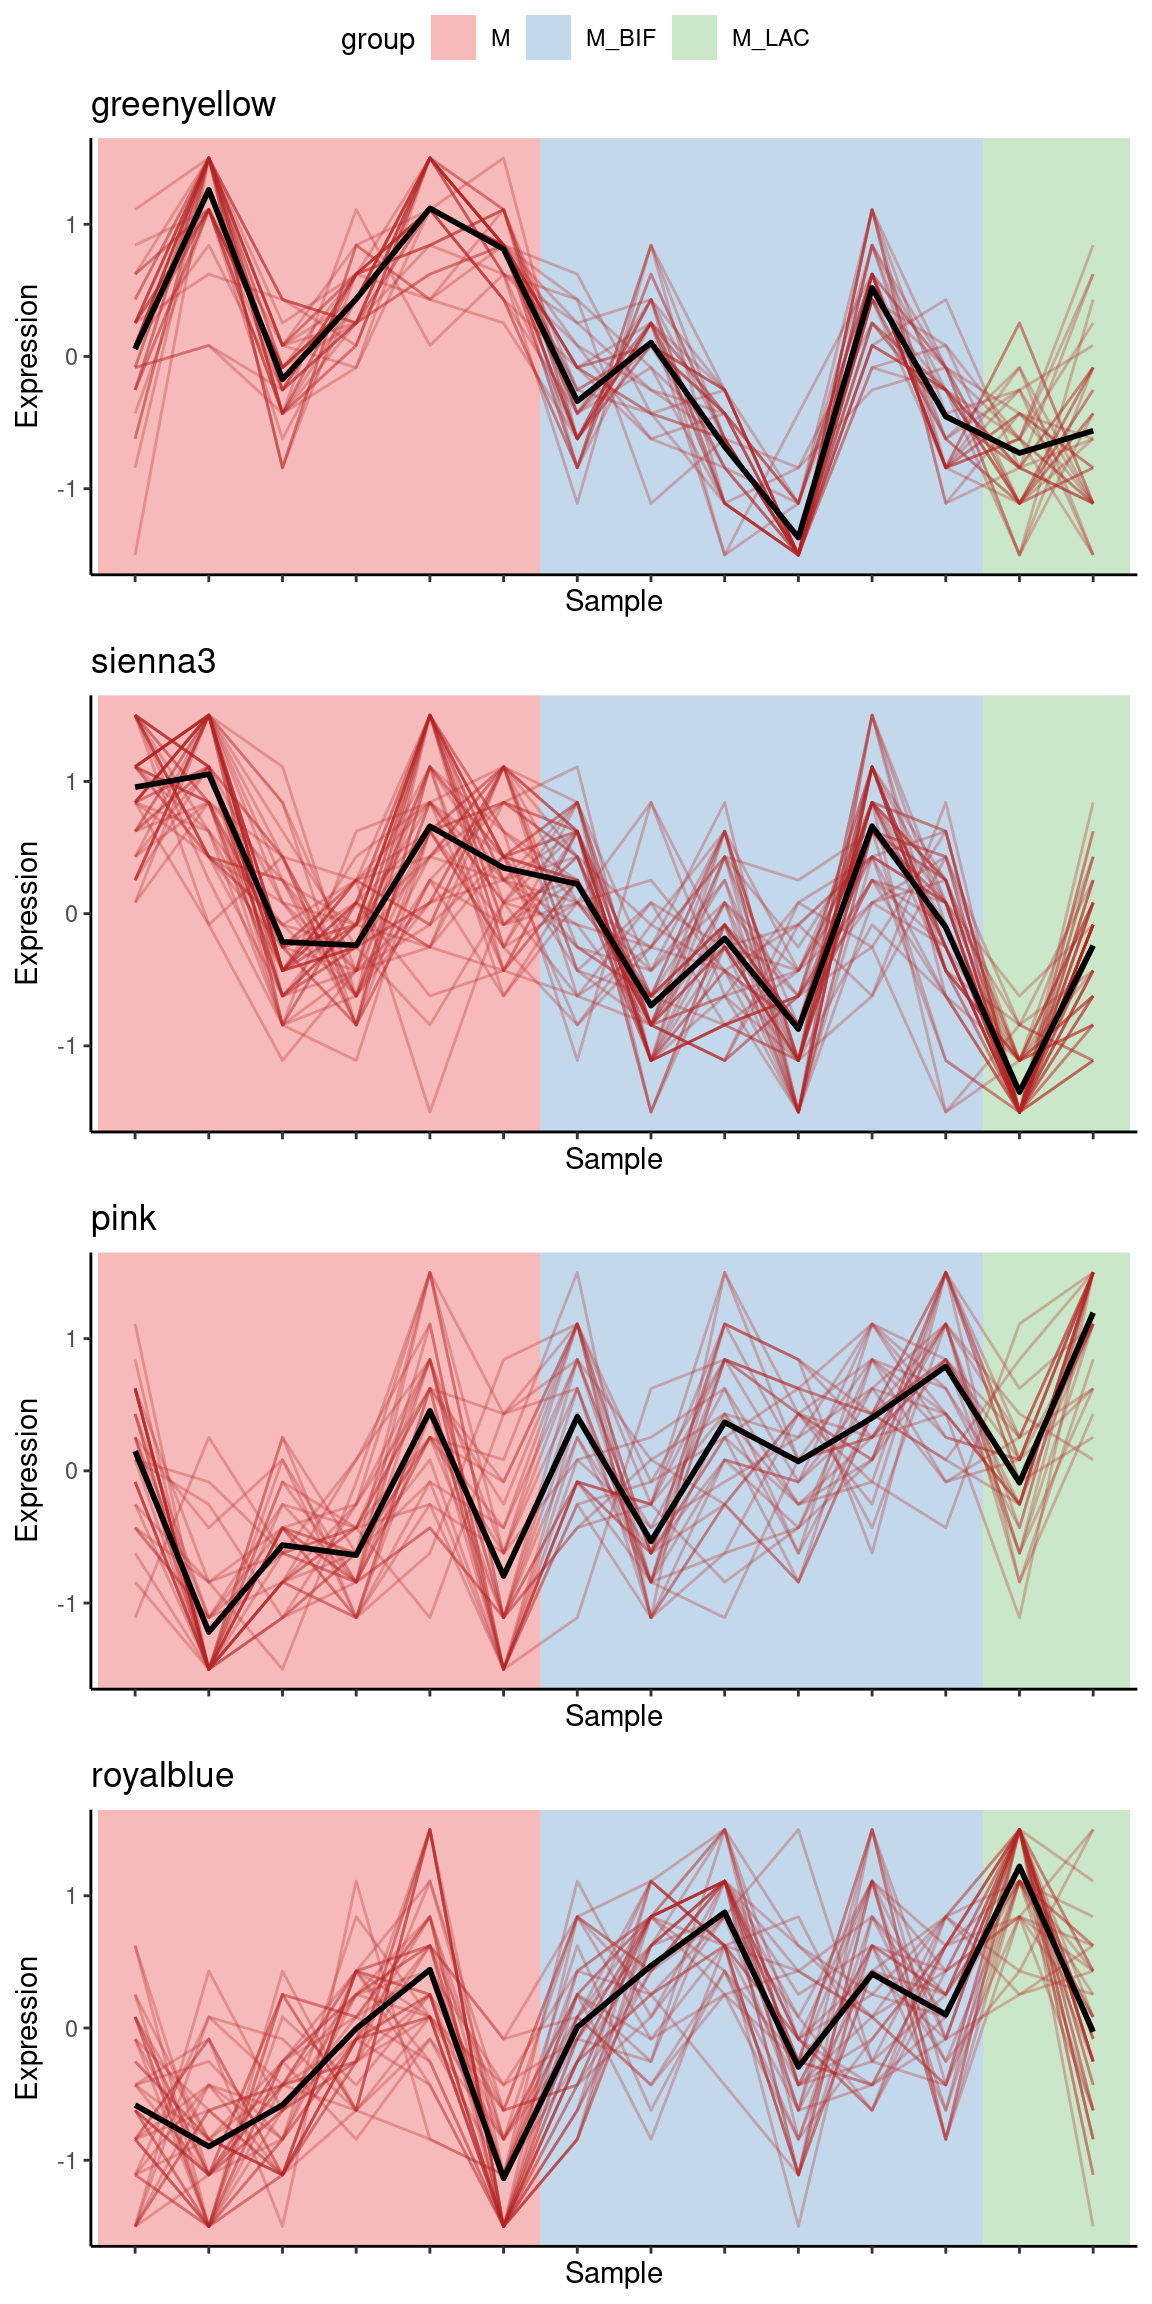 group M M_BIF M_LAC
greenyellow
Expression
1
0
-1
Sample
sienna3
Expression
1
0
-1
Sample
pink
Expression
1
0
-1
Sample
royalblue
Expression
1
0
-1
Sample